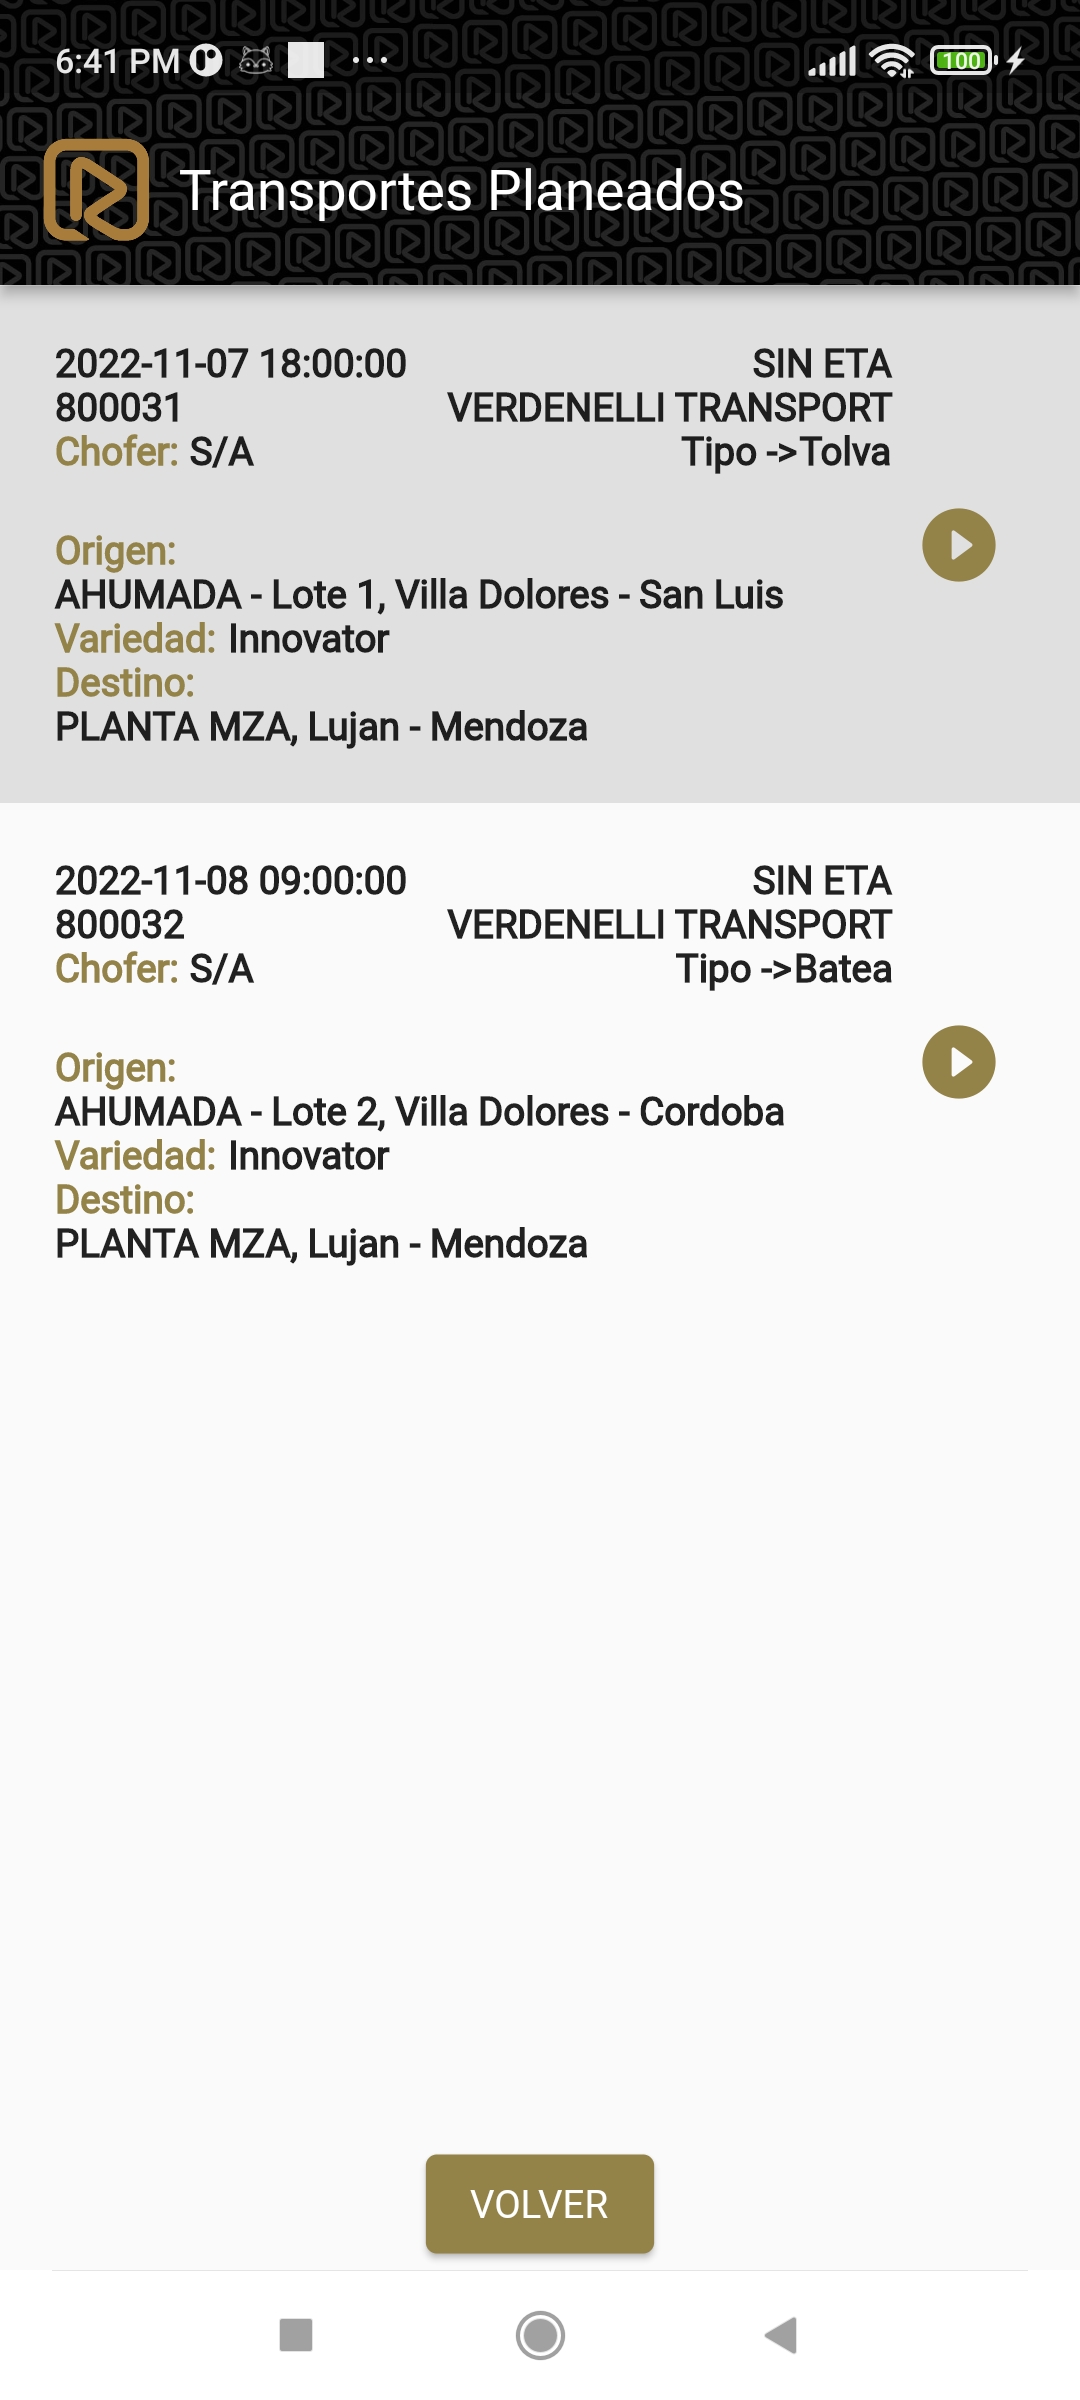 6:41 PM
100
Transportes Planeados
2022-11-07 18:00:00 SIN ETA
800031 VERDENELLI TRANSPORT
Chofer: S/A Tipo ->Tolva
Origen:
AHUMADA - Lote 1, Villa Dolores - San Luis
Variedad: Innovator
Destino:
PLANTA MZA, Lujan - Mendoza
2022-11-08 09:00:00 SIN ETA
800032 VERDENELLI TRANSPORT
Chofer: S/A Tipo ->Batea
Origen:
AHUMADA - Lote 2, Villa Dolores - Cordoba
Variedad: Innovator
Destino:
PLANTA MZA, Lujan - Mendoza
VOLVER